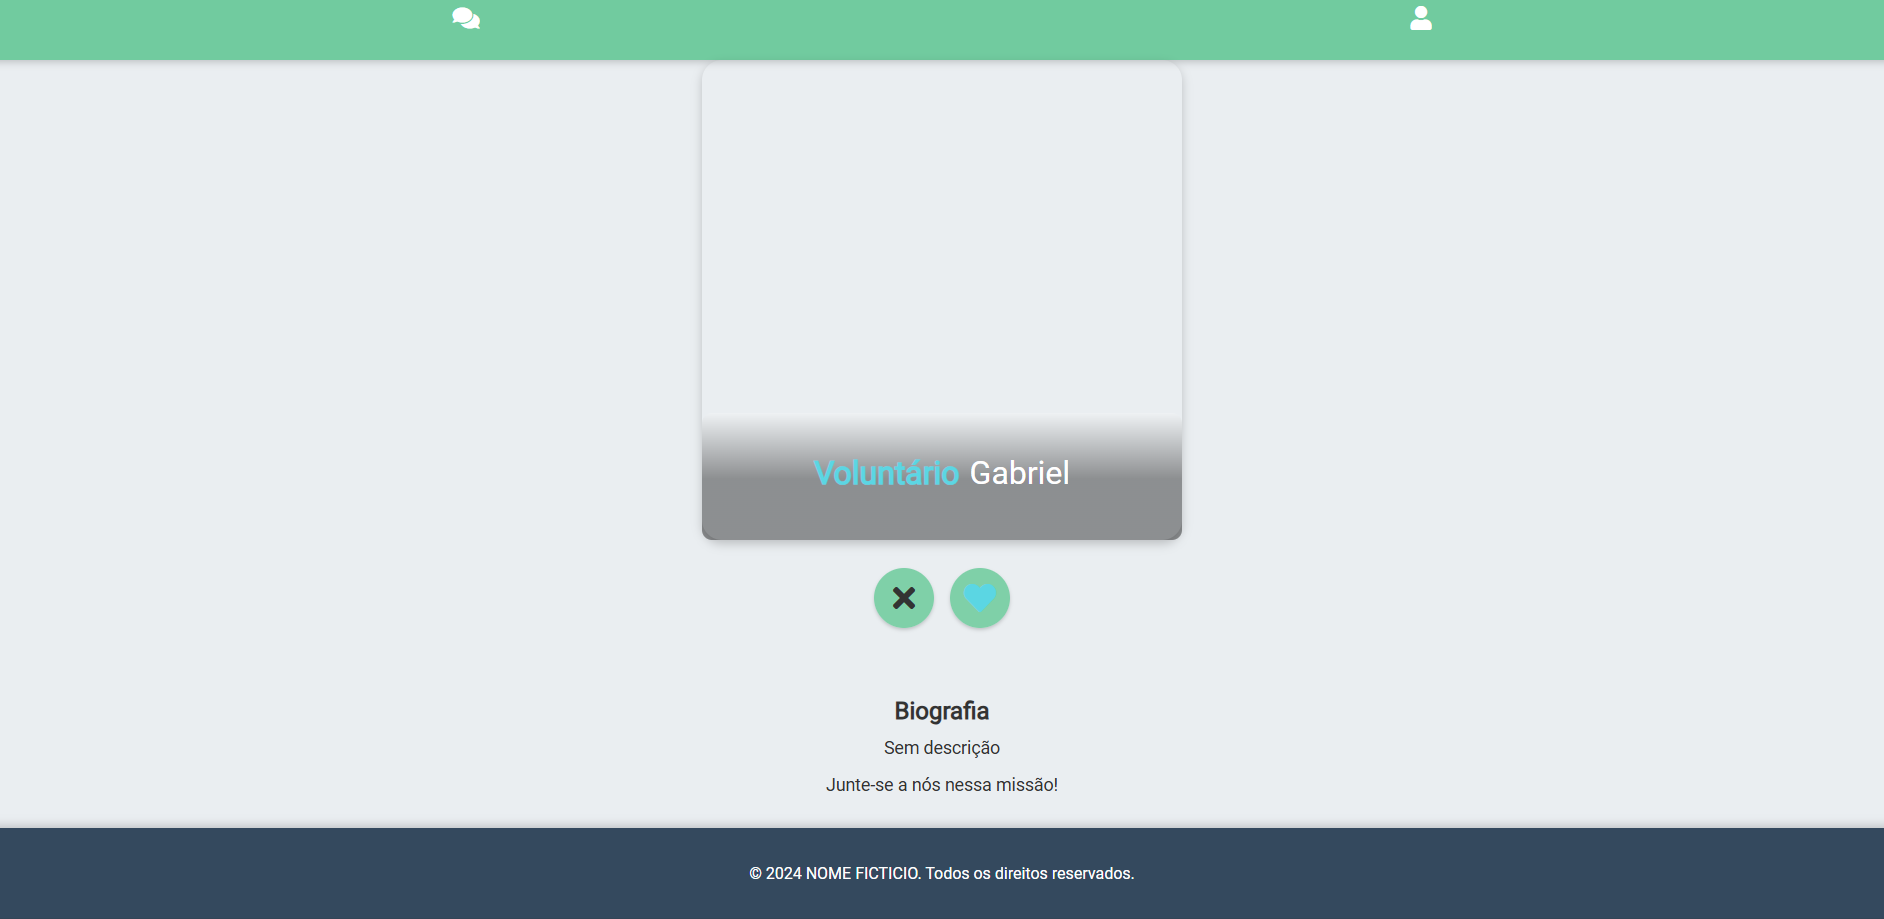 Voluntário Gabriel
Biografia
Sem descrição
Junte-se a nós nessa missão!
© 2024 NOME FICTICIO. Todos os direitos reservados.